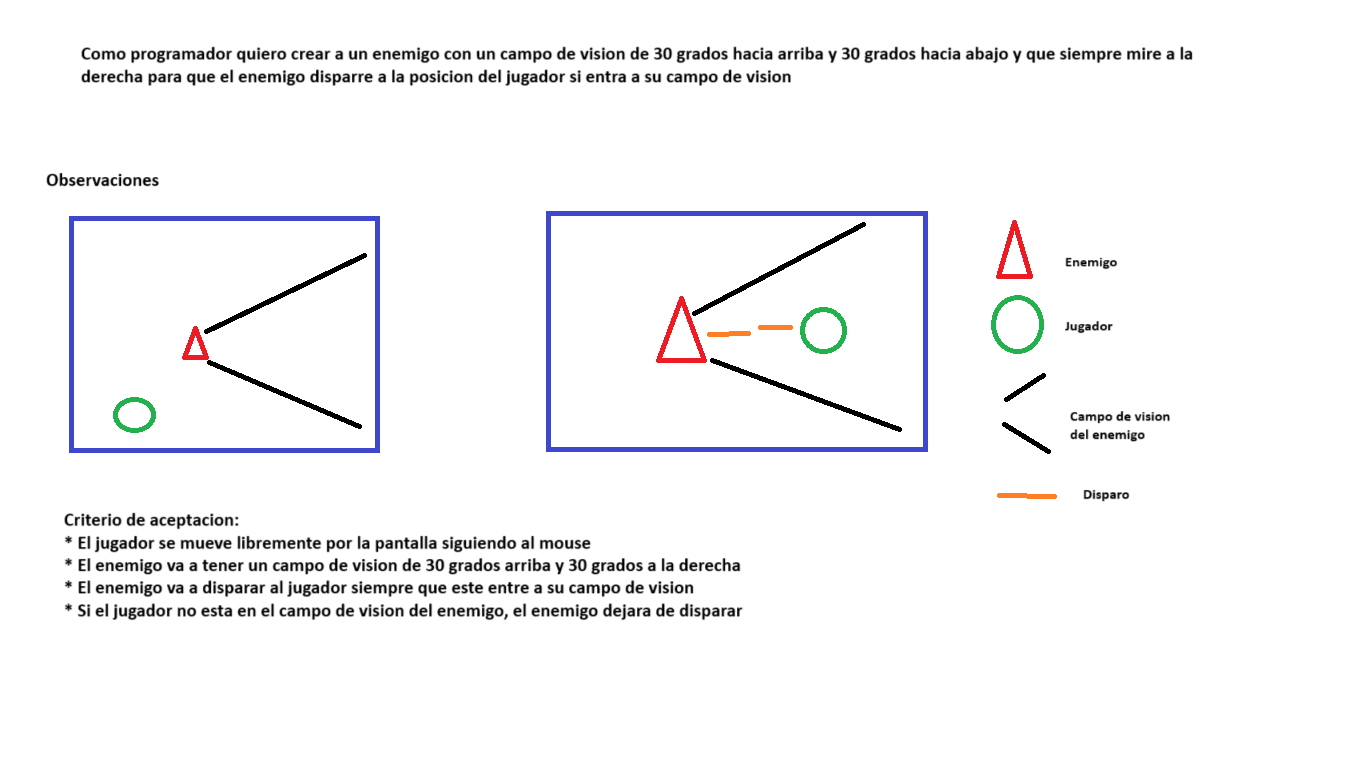 Como programador quiero crear a un enemigo con un campo de vision de 30 grados hacia arriba y 30 grados hacia abajo y que siempre mire a la
derecha para que el enemigo disparre a la posicion del jugador si entra a su campo de vision
Observaciones
Enemigo
Jugador
Campo de vision
del enemigo
Disparo
Criterio de aceptacion:
* El jugador se mueve libremente por la pantalla siguiendo al mouse
* El enemigo va a tener un campo de vision de 30 grados arriba y 30 grados a la derecha
* El enemigo va a disparar al jugador siempre que este entre a su campo de vision
* Si el jugador no esta en el campo de vision del enemigo, el enemigo dejara de disparar